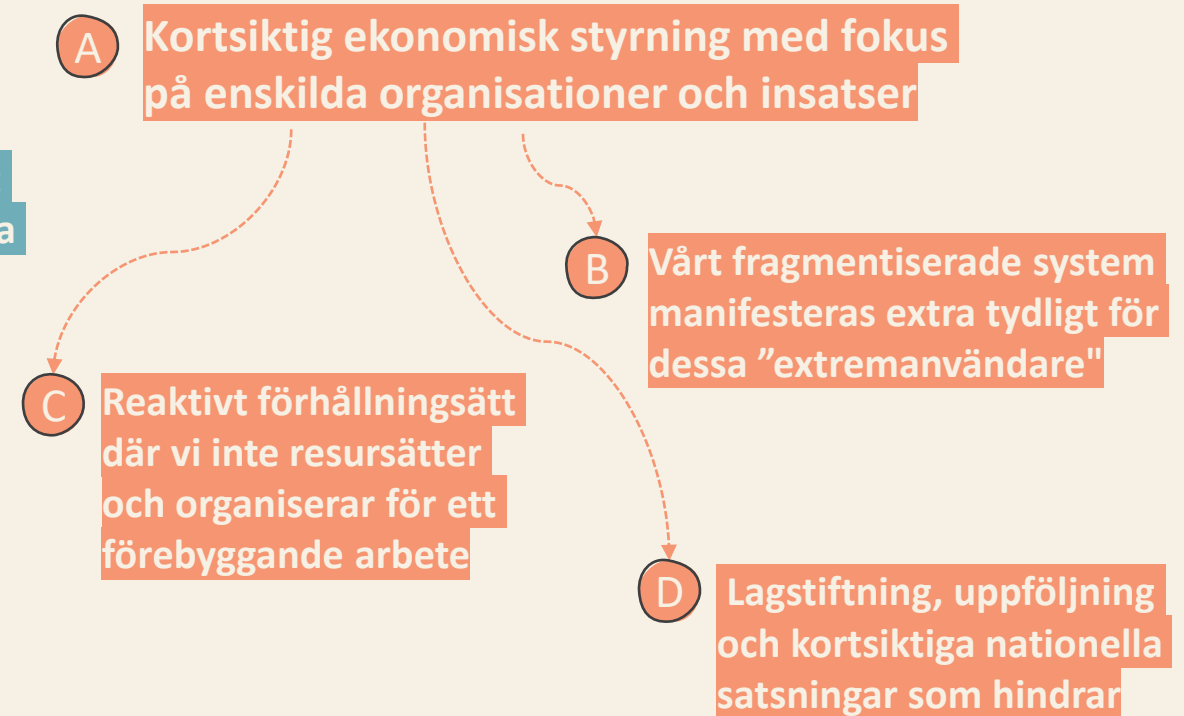 A
Kortsiktig ekonomisk styrning med fokus
på enskilda organisationer och insatser
a
B
Vårt fragmentiserade system
manifesteras extra tydligt för
dessa ”extremanvändare"
C
Reaktivt förhållningsätt
där vi inte resursätter
och organiserar för ett
förebyggande arbete
D
Lagstiftning, uppföljning
och kortsiktiga nationella
satsningar som hindrar